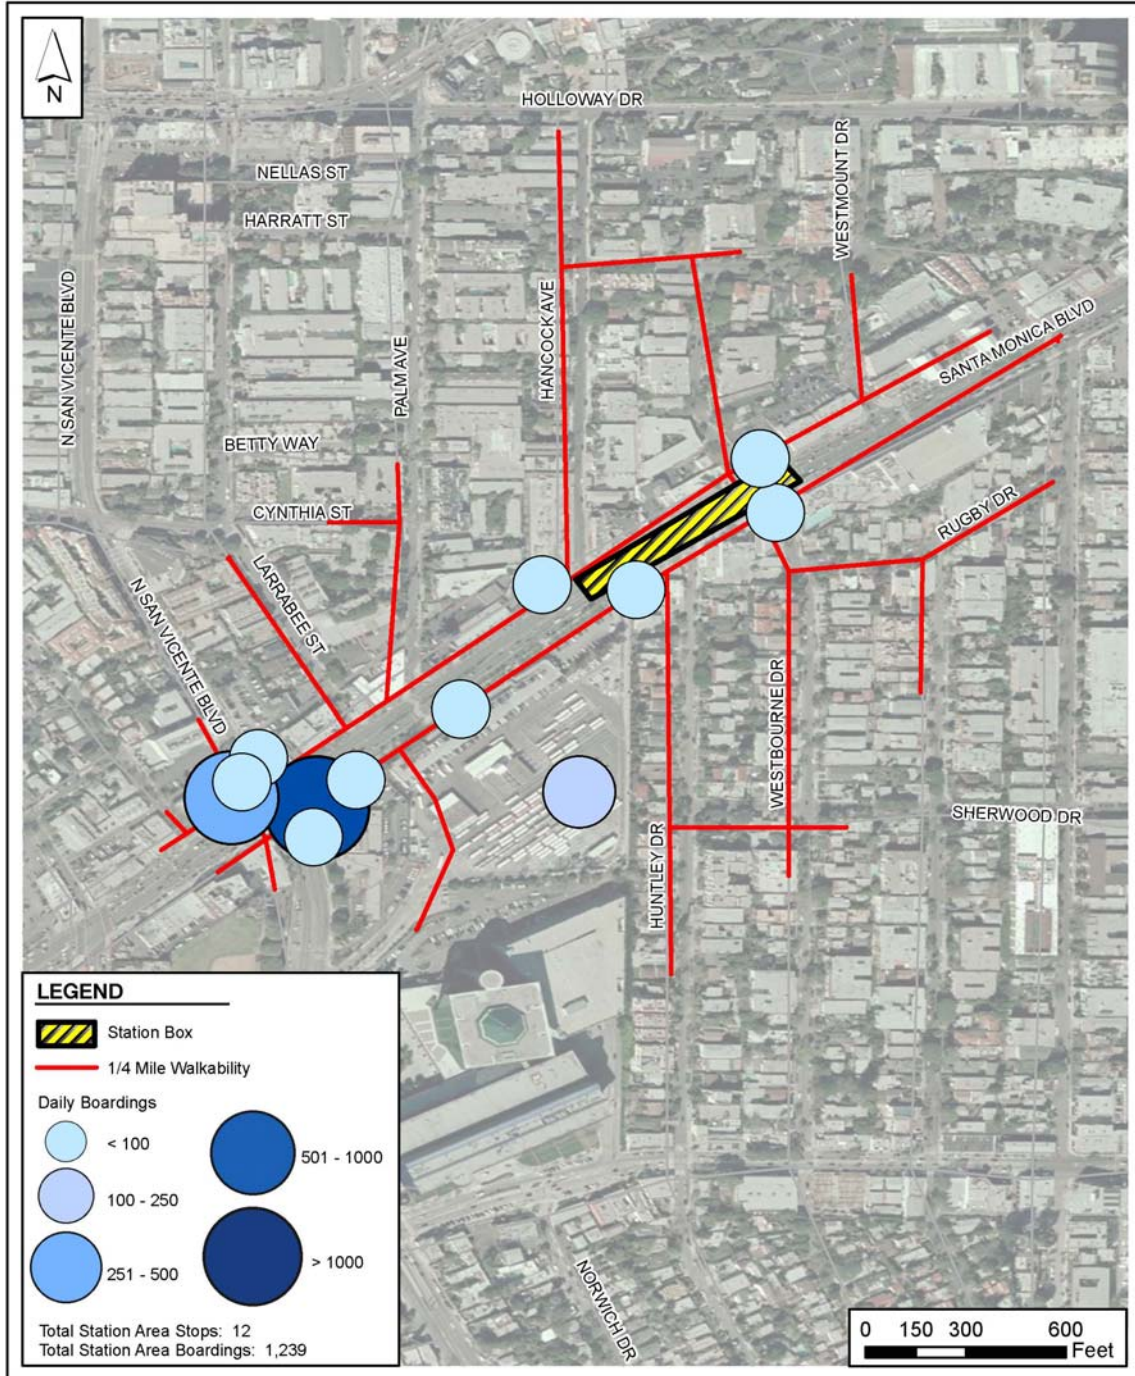 N
HOLLOWAY DR
NELLAS ST
HARRATT ST
WESTMOUNT DR
N SAN VICENTE BLVD
HANCOCK AVE
PALM AVE
SANTA MONICA BLVD
BETTY WAY
CYNTHIA ST
RUGBY DR
LARRABEE ST
N SAN VICENTE BLVD
WESTBOURNE DR
SHERWOOD DR
HUNTLEY DR
NORWICH DR
LEGEND
Station Box
1/4 Mile Walkability
Daily Boardings
< 100
100 - 250
251 - 500
501 - 1000
> 1000
Total Station Area Stops: 12
Total Station Area Boardings: 1,239
0 150 300 600
Feet